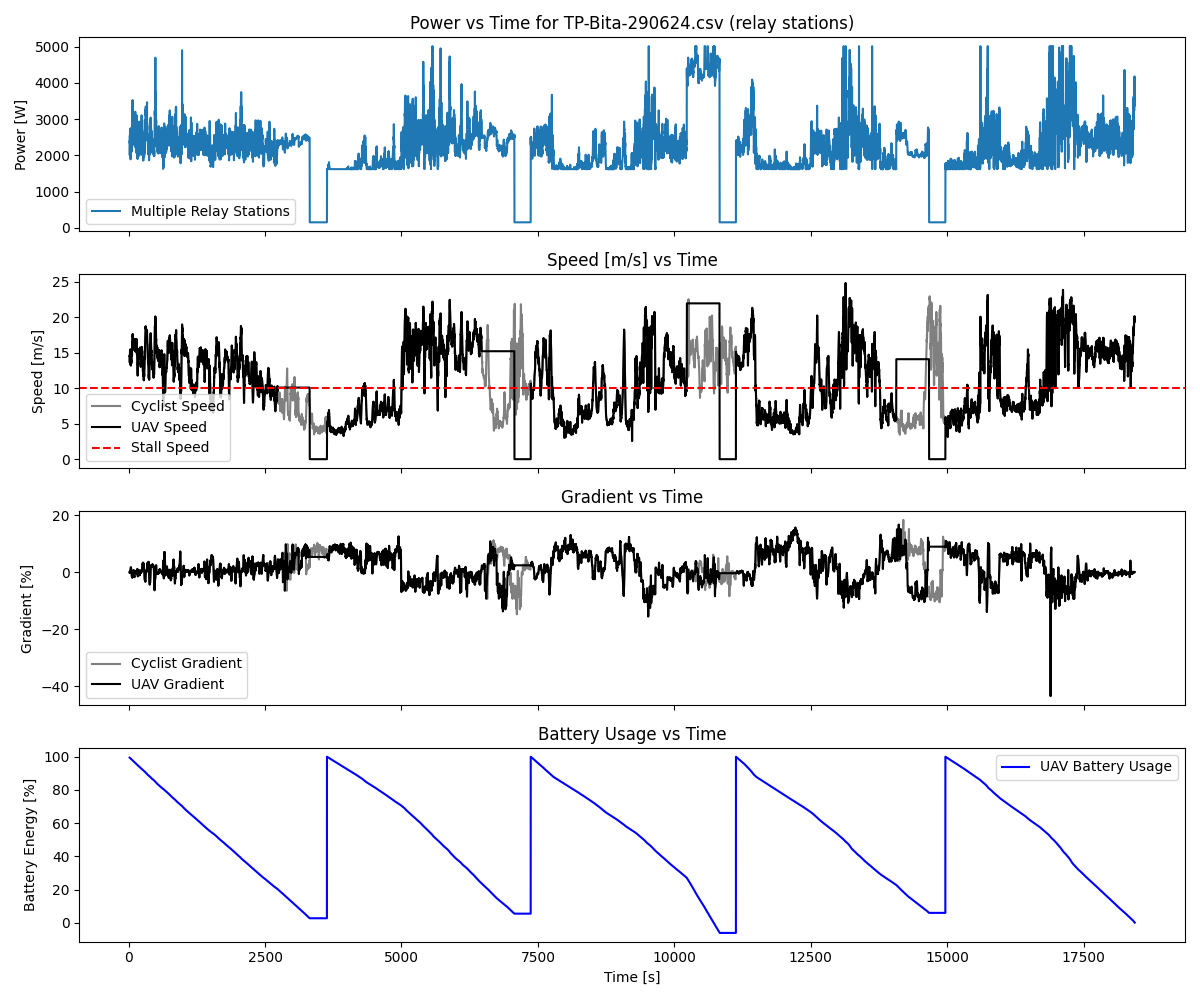 Power vs Time for TP-Bita-290624.csv (relay stations)
5000
4000
3000
2000
1000
0
Power [W]
Multiple Relay Stations
Speed [m/s] vs Time
25
20
15
10
5
0
Speed [m/s]
Cyclist Speed
UAV Speed
Stall Speed
Gradient vs Time
20
0
−20
−40
Gradient [%]
Cyclist Gradient
UAV Gradient
Battery Usage vs Time
100
80
60
40
20
0
Battery Energy [%]
UAV Battery Usage
0 2500 5000 7500 10000 12500 15000 17500
Time [s]